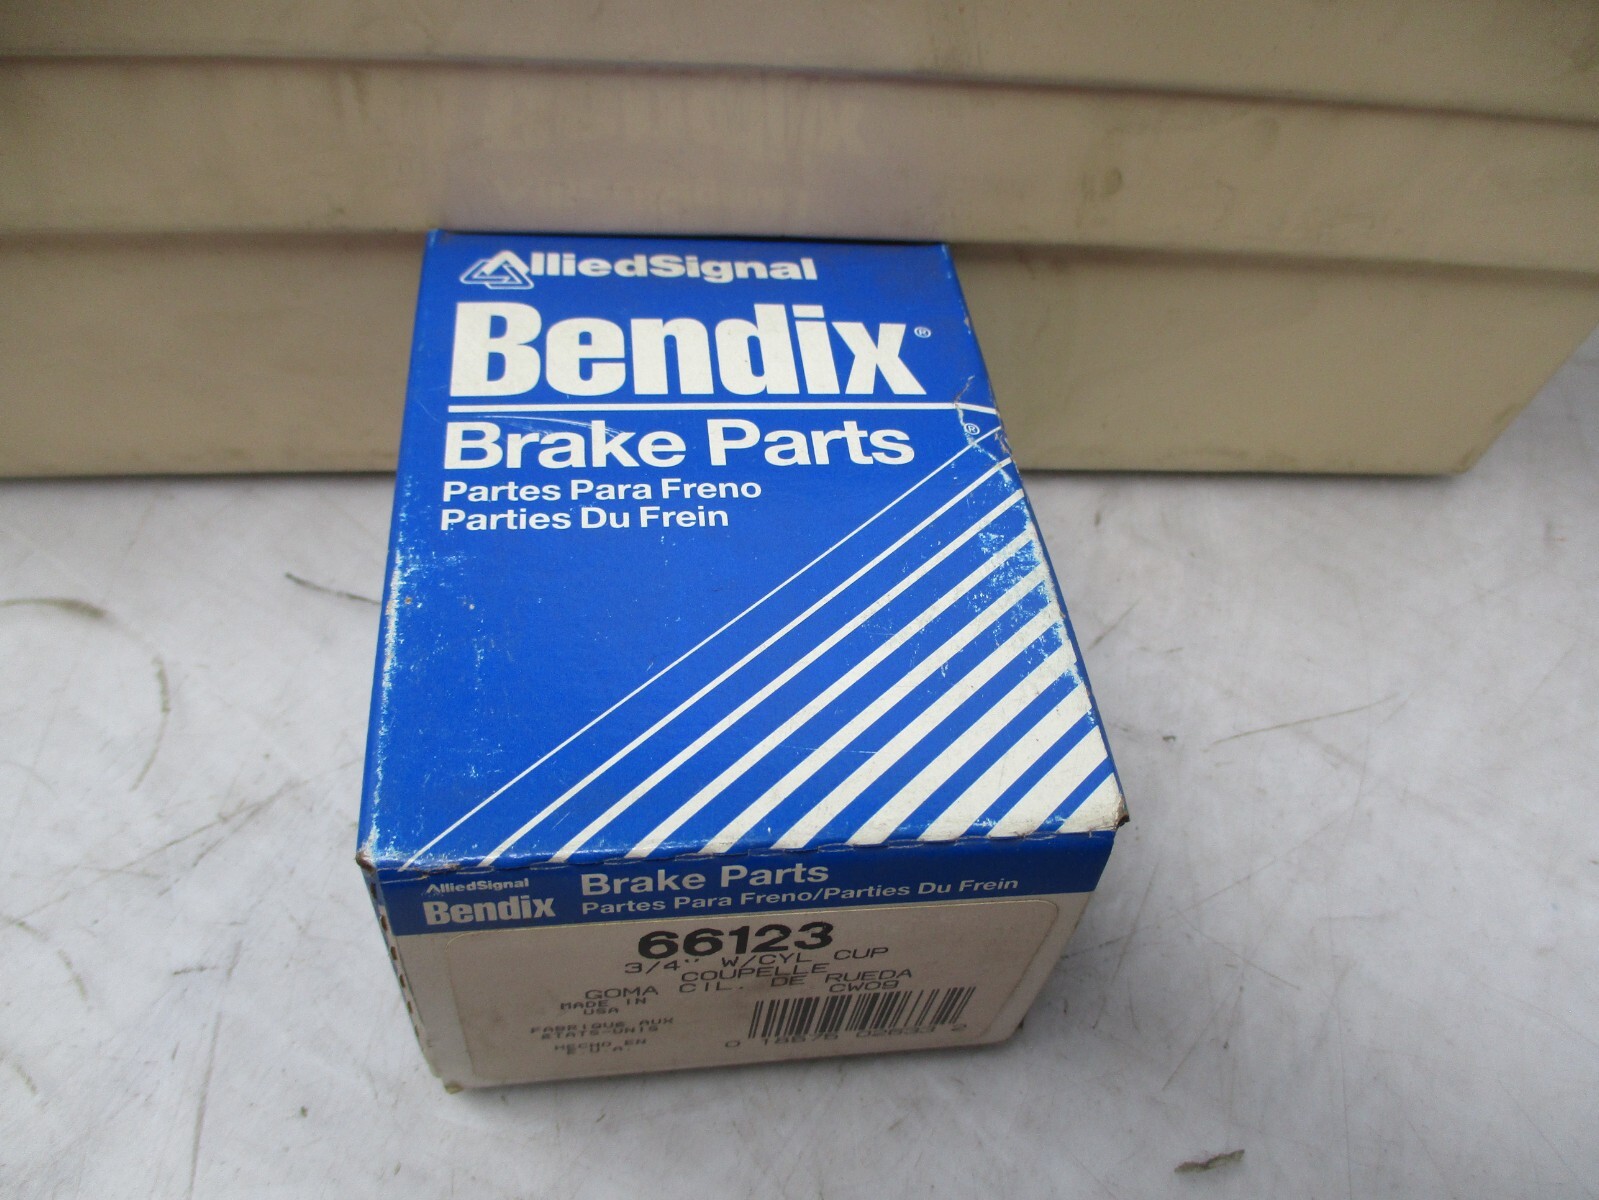 AlliedSignal
Bendix®
Brake Parts ®
Partes Para Freno
Parties Du Frein
AlliedSignal
Bendix
Brake Parts
Partes Para Freno/Parties Du Frein
66123
3/4" W/CYL CUP
COUPELLE
GOMA CIL. DE RUEDA
MADE IN
USA
CW09
FABRIQUE AUX
ETATS-UNIS
HECHO EN
E.U.A.